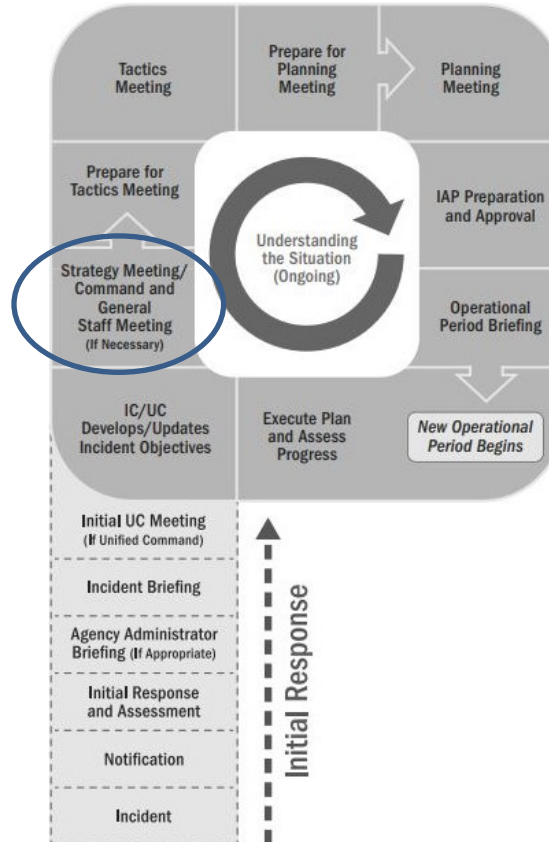 Tactics
Meeting
Prepare for
Planning
Meeting
Planning
Meeting
Prepare for
Tactics Meeting
IAP Preparation
and Approval
Understanding
the Situation
(Ongoing)
Strategy Meeting/
Command and
General
Staff Meeting
(If Necessary)
Operational
Period Briefing
IC/UC
Develops/Updates
Incident Objectives
Execute Plan
and Assess
Progress
New Operational
Period Begins
Initial UC Meeting
(If Unified Command)
Incident Briefing
Agency Administrator
Briefing (If Appropriate)
Initial Response
and Assessment
Notification
Incident
Initial Response